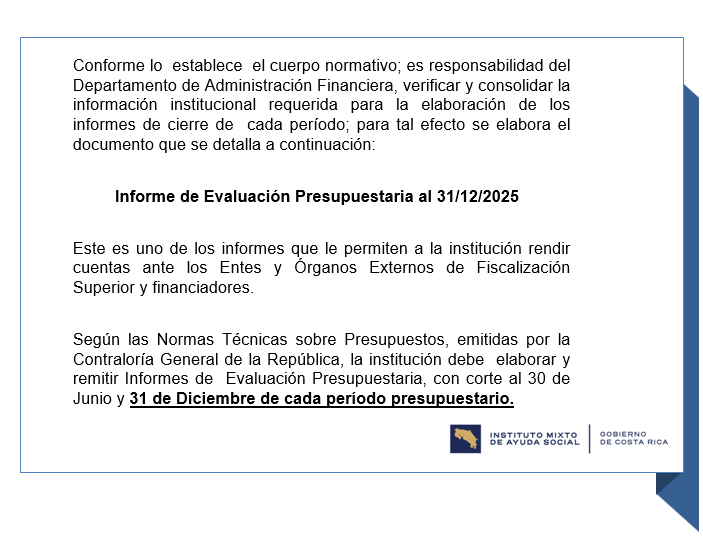 Conforme lo establece el cuerpo normativo; es responsabilidad del
Departamento de Administración Financiera, verificar y consolidar la
información institucional requerida para la elaboración de los
informes de cierre de cada período; para tal efecto se elabora el
documento que se detalla a continuación:
Informe de Evaluación Presupuestaria al 31/12/2025
Este es uno de los informes que le permiten a la institución rendir
cuentas ante los Entes y Órganos Externos de Fiscalización
Superior y financiadores.
Según las Normas Técnicas sobre Presupuestos, emitidas por la
Contraloría General de la República, la institución debe elaborar y
remitir Informes de Evaluación Presupuestaria, con corte al 30 de
Junio y 31 de Diciembre de cada período presupuestario.
INSTITUTO MIXTO
DE AYUDA SOCIAL
GOBIERNO
DE COSTA RICA